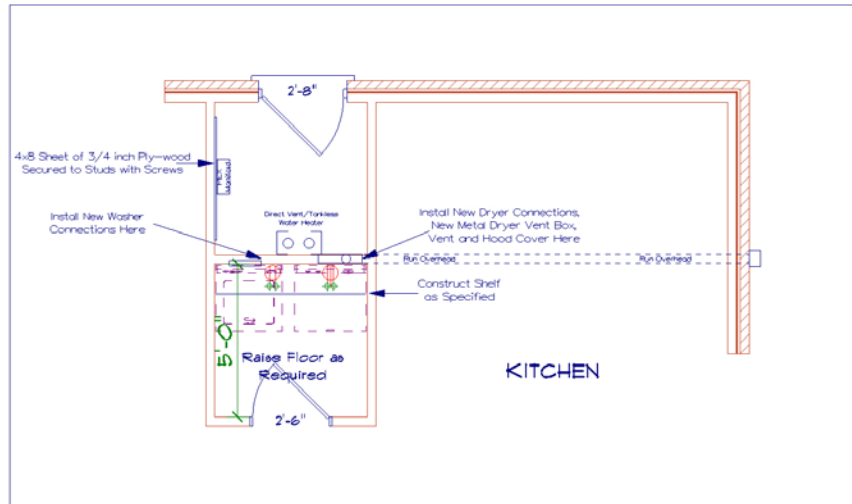 2'-8"
4x8 Sheet of 3/4 inch Ply-wood
Secured to Studs with Screws
PEX
Manifold
Install New Washer
Connections Here
Direct Vent/Tankless
Water Heater
Install New Dryer Connections,
New Metal Dryer Vent Box,
Vent and Hood Cover Here
Run Overhead
Run Overhead
Construct Shelf
as Specified
5'-0"
Raise Floor as
Required
KITCHEN
2'-6"